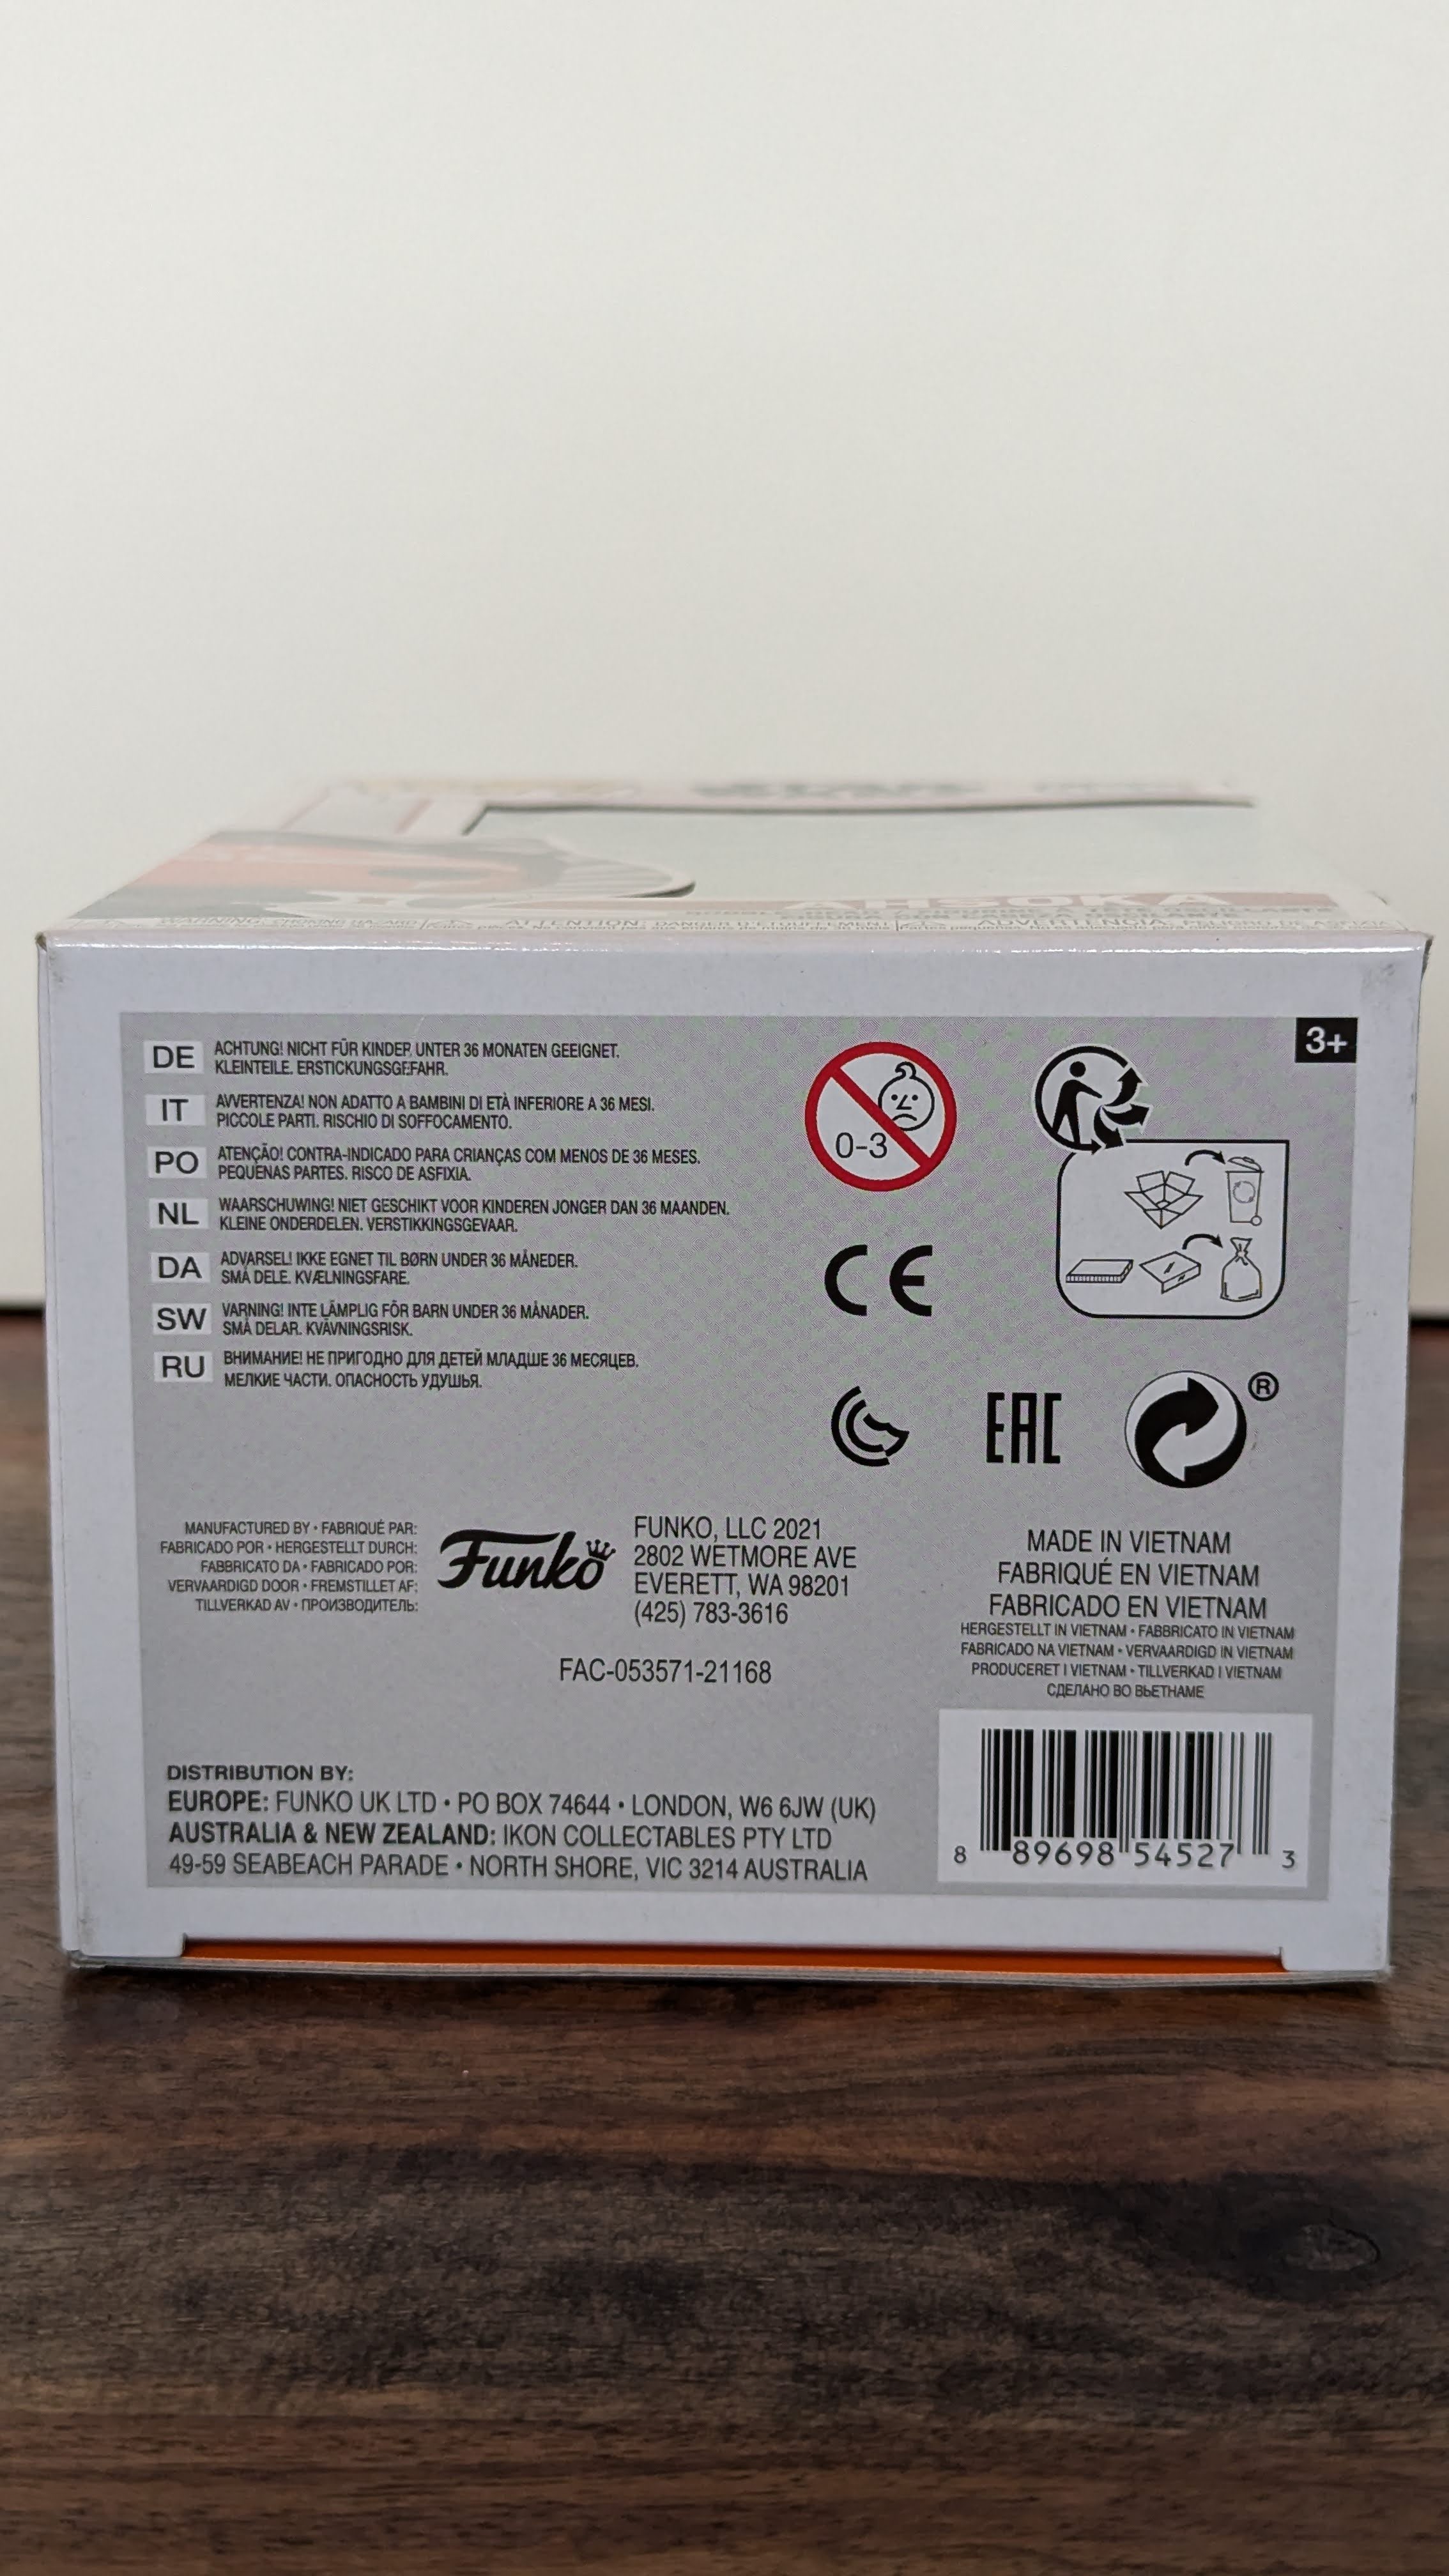 AHSOKA
WARNING: CHOKING HAZARD
ATTENTION: DANGER D'ÉTOUFFEMENT
ADVERTENCIA:
3+
DE ACHTUNG! NICHT FÜR KINDER UNTER 36 MONATEN GEEIGNET.
KLEINTEILE. ERSTICKUNGSGEFAHR.
IT AVVERTENZA! NON ADATTO A BAMBINI DI ETÀ INFERIORE A 36 MESI.
PICCOLE PARTI. RISCHIO DI SOFFOCAMENTO.
PO ATENÇÃO! CONTRA-INDICADO PARA CRIANÇAS COM MENOS DE 36 MESES.
PEQUENAS PARTES. RISCO DE ASFIXIA.
NL WAARSCHUWING! NIET GESCHIKT VOOR KINDEREN JONGER DAN 36 MAANDEN.
KLEINE ONDERDELEN. VERSTIKKINGSGEVAAR.
DA ADVARSEL! IKKE EGNET TIL BØRN UNDER 36 MÅNEDER.
SMÅ DELE. KVÆLNINGSFARE.
SW VARNING! INTE LÄMPLIG FÖR BARN UNDER 36 MÅNADER.
SMÅ DELAR. KVÄVNINGSRISK.
RU ВНИМАНИЕ! НЕ ПРИГОДНО ДЛЯ ДЕТЕЙ МЛАДШЕ 36 МЕСЯЦЕВ.
МЕЛКИЕ ЧАСТИ. ОПАСНОСТЬ УДУШЬЯ.
0-3
CE
EAC
®
MANUFACTURED BY • FABRIQUÉ PAR:
FABRICADO POR • HERGESTELLT DURCH:
FABBRICATO DA • FABRICADO POR:
VERVAARDIGD DOOR • FREMSTILLET AF:
TILLVERKAD AV • ПРОИЗВОДИТЕЛЬ:
Funko
FUNKO, LLC 2021
2802 WETMORE AVE
EVERETT, WA 98201
(425) 783-3616
FAC-053571-21168
MADE IN VIETNAM
FABRIQUÉ EN VIETNAM
FABRICADO EN VIETNAM
HERGESTELLT IN VIETNAM • FABBRICATO IN VIETNAM
FABRICADO NA VIETNAM • VERVAARDIGD IN VIETNAM
PRODUCERET I VIETNAM • TILLVERKAD I VIETNAM
СДЕЛАНО ВО ВЬЕТНАМЕ
DISTRIBUTION BY:
EUROPE: FUNKO UK LTD • PO BOX 74644 • LONDON, W6 6JW (UK)
AUSTRALIA & NEW ZEALAND: IKON COLLECTABLES PTY LTD
49-59 SEABEACH PARADE • NORTH SHORE, VIC 3214 AUSTRALIA
8 89698 54527 3